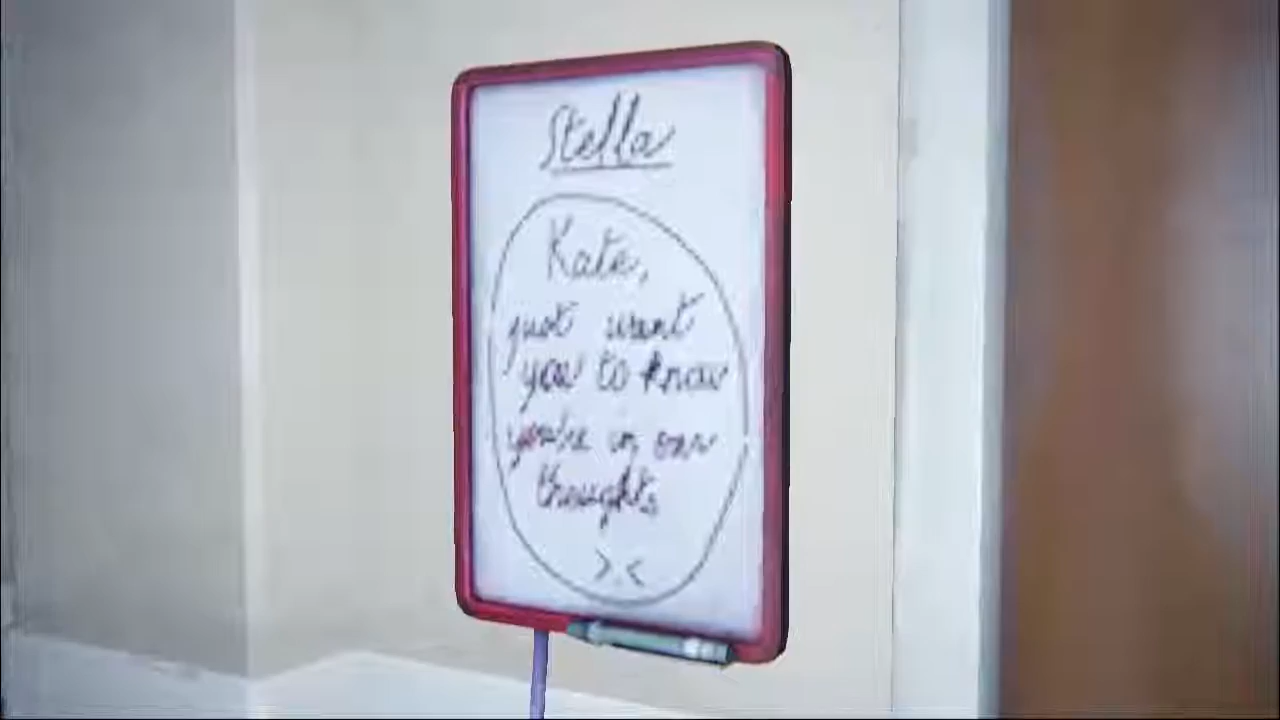 Stella
Kate,
just want
you to know
you're in our
thoughts
>.<